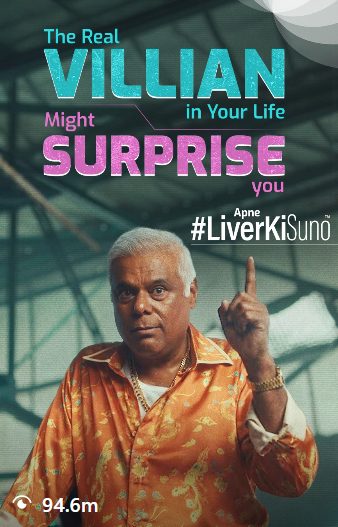 The Real
VILLIAN
in Your Life
Might
SURPRISE
you
Apne
#LiverKiSuno™
94.6m